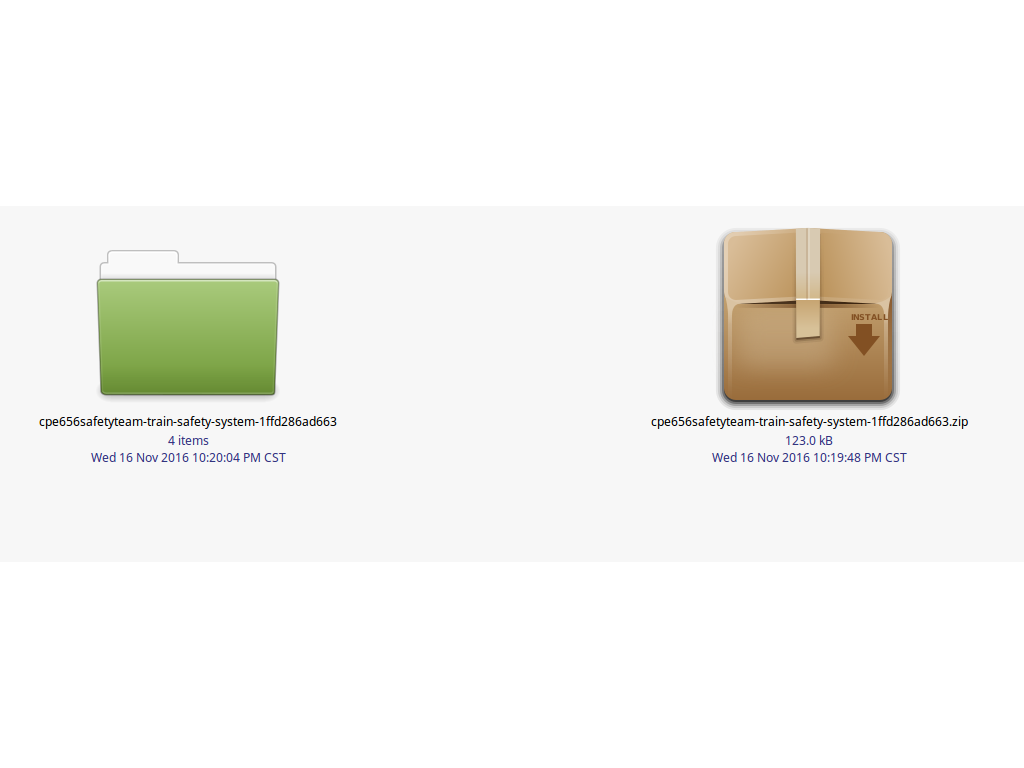 INSTALL
cpe656safetyteam-train-safety-system-1ffd286ad663
4 items
Wed 16 Nov 2016 10:20:04 PM CST
cpe656safetyteam-train-safety-system-1ffd286ad663.zip
123.0 kB
Wed 16 Nov 2016 10:19:48 PM CST